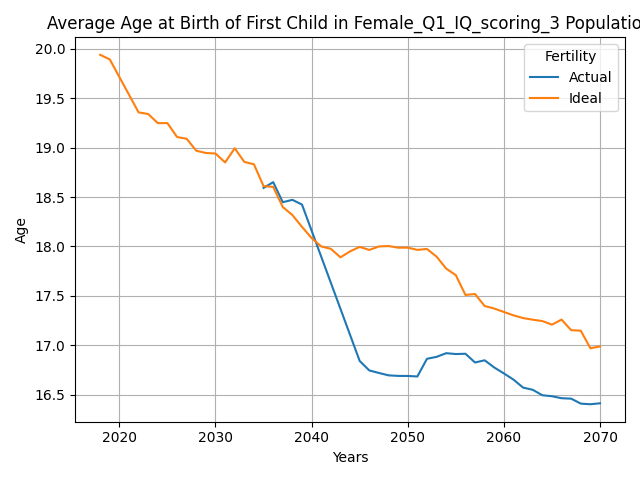 Average Age at Birth of First Child in Female_Q1_IQ_scoring_3 Populatio
Fertility
Actual
Ideal
20.0
19.5
19.0
18.5
18.0
17.5
17.0
16.5
Age
2020 2030 2040 2050 2060 2070
Years